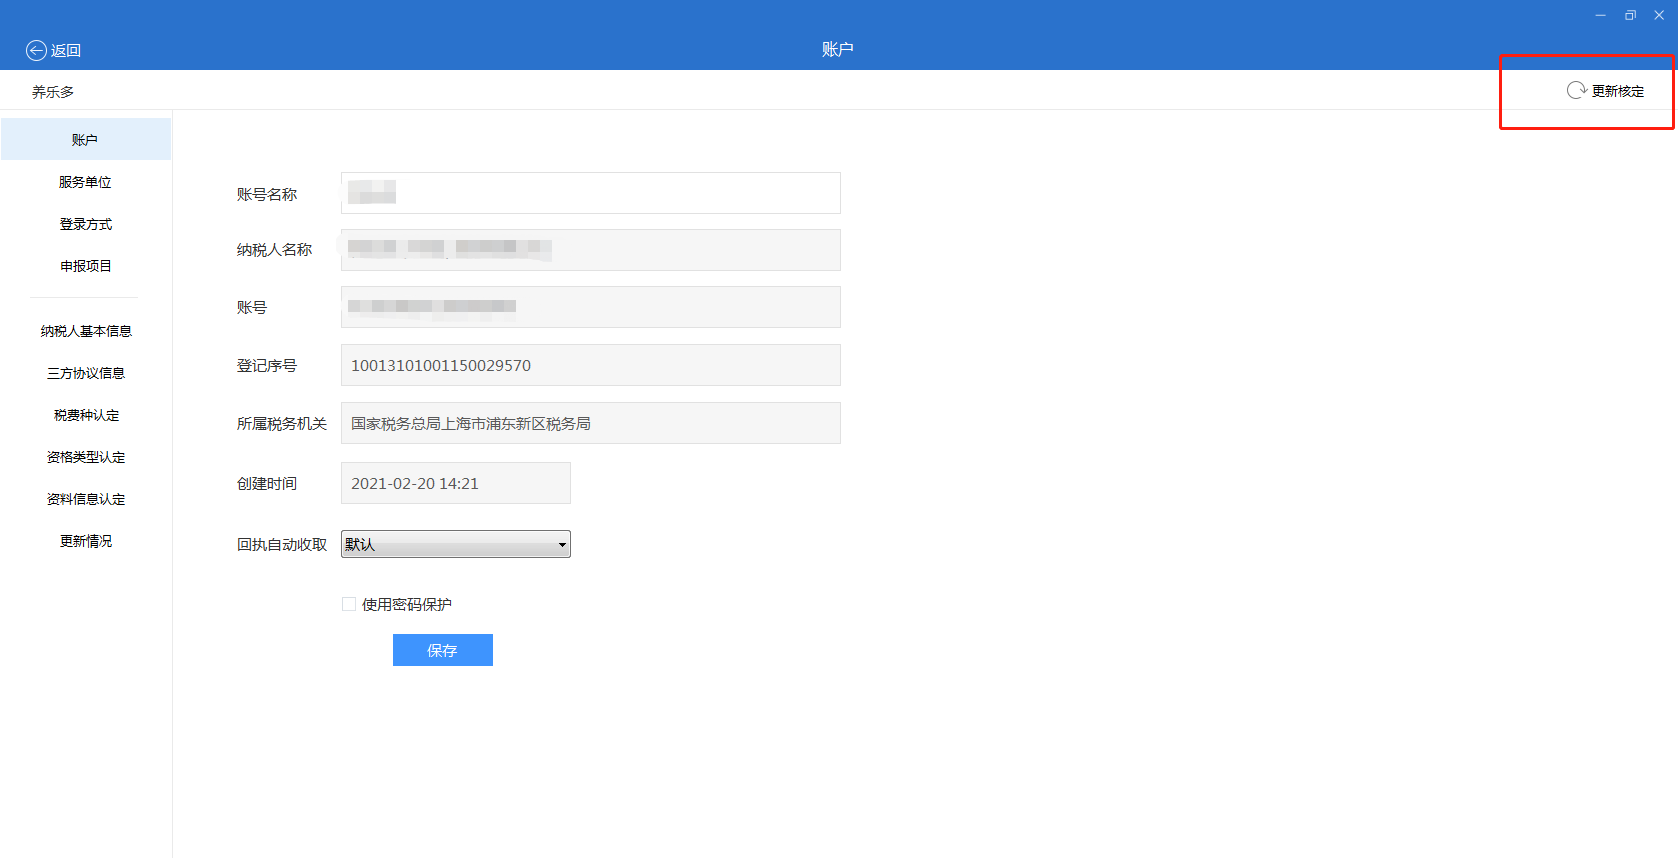 返回
账户
养乐多
更新核定
账户
服务单位
登录方式
申报项目
纳税人基本信息
三方协议信息
税费种认定
资格类型认定
资料信息认定
更新情况
账号名称
纳税人名称
账号
登记序号 10013101001150029570
所属税务机关 国家税务总局上海市浦东新区税务局
创建时间 2021-02-20 14:21
回执自动收取 默认
使用密码保护
保存